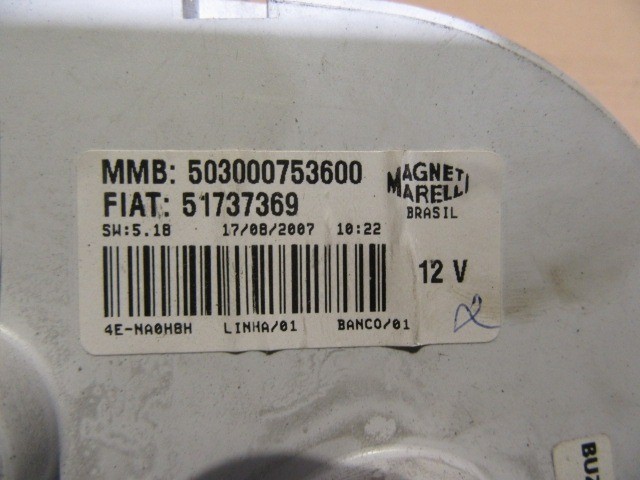 MMB: 503000753600
MAGNETI
MARELLI
BRASIL
FIAT: 51737369
SW:5.18 17/08/2007 10:22
12 V
4E-NA0H8H LINHA/01 BANCO/01